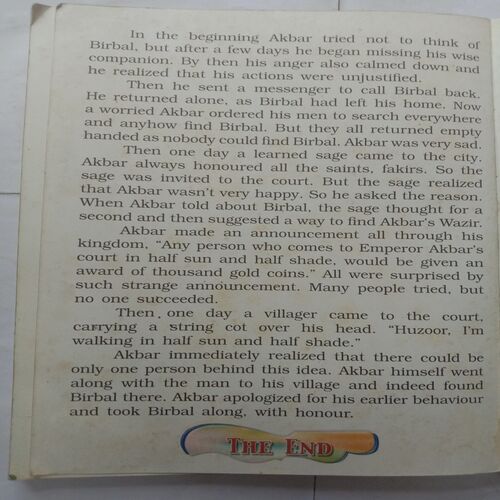 In the beginning Akbar tried not to think of
Birbal, but after a few days he began missing his wise
companion. By then his anger also calmed down and
he realized that his actions were unjustified.
Then he sent a messenger to call Birbal back.
He returned alone, as Birbal had left his home. Now
a worried Akbar ordered his men to search everywhere
and anyhow find Birbal. But they all returned empty
handed as nobody could find Birbal. Akbar was very sad.
Then one day a learned sage came to the city.
Akbar always honoured all the saints, fakirs. So the
sage was invited to the court. But the sage realized
that Akbar wasn't very happy. So he asked the reason.
When Akbar told about Birbal, the sage thought for a
second and then suggested a way to find Akbar's Wazir.
Akbar made an announcement all through his
kingdom, "Any person who comes to Emperor Akbar's
court in half sun and half shade, would be given an
award of thousand gold coins." All were surprised by
such strange announcement. Many people tried, but
no one succeeded.
Then one day a villager came to the court,
carrying a string cot over his head. "Huzoor, I'm
walking in half sun and half shade."
Akbar immediately realized that there could be
only one person behind this idea. Akbar himself went
along with the man to his village and indeed found
Birbal there. Akbar apologized for his earlier behaviour
and took Birbal along, with honour.
THE END